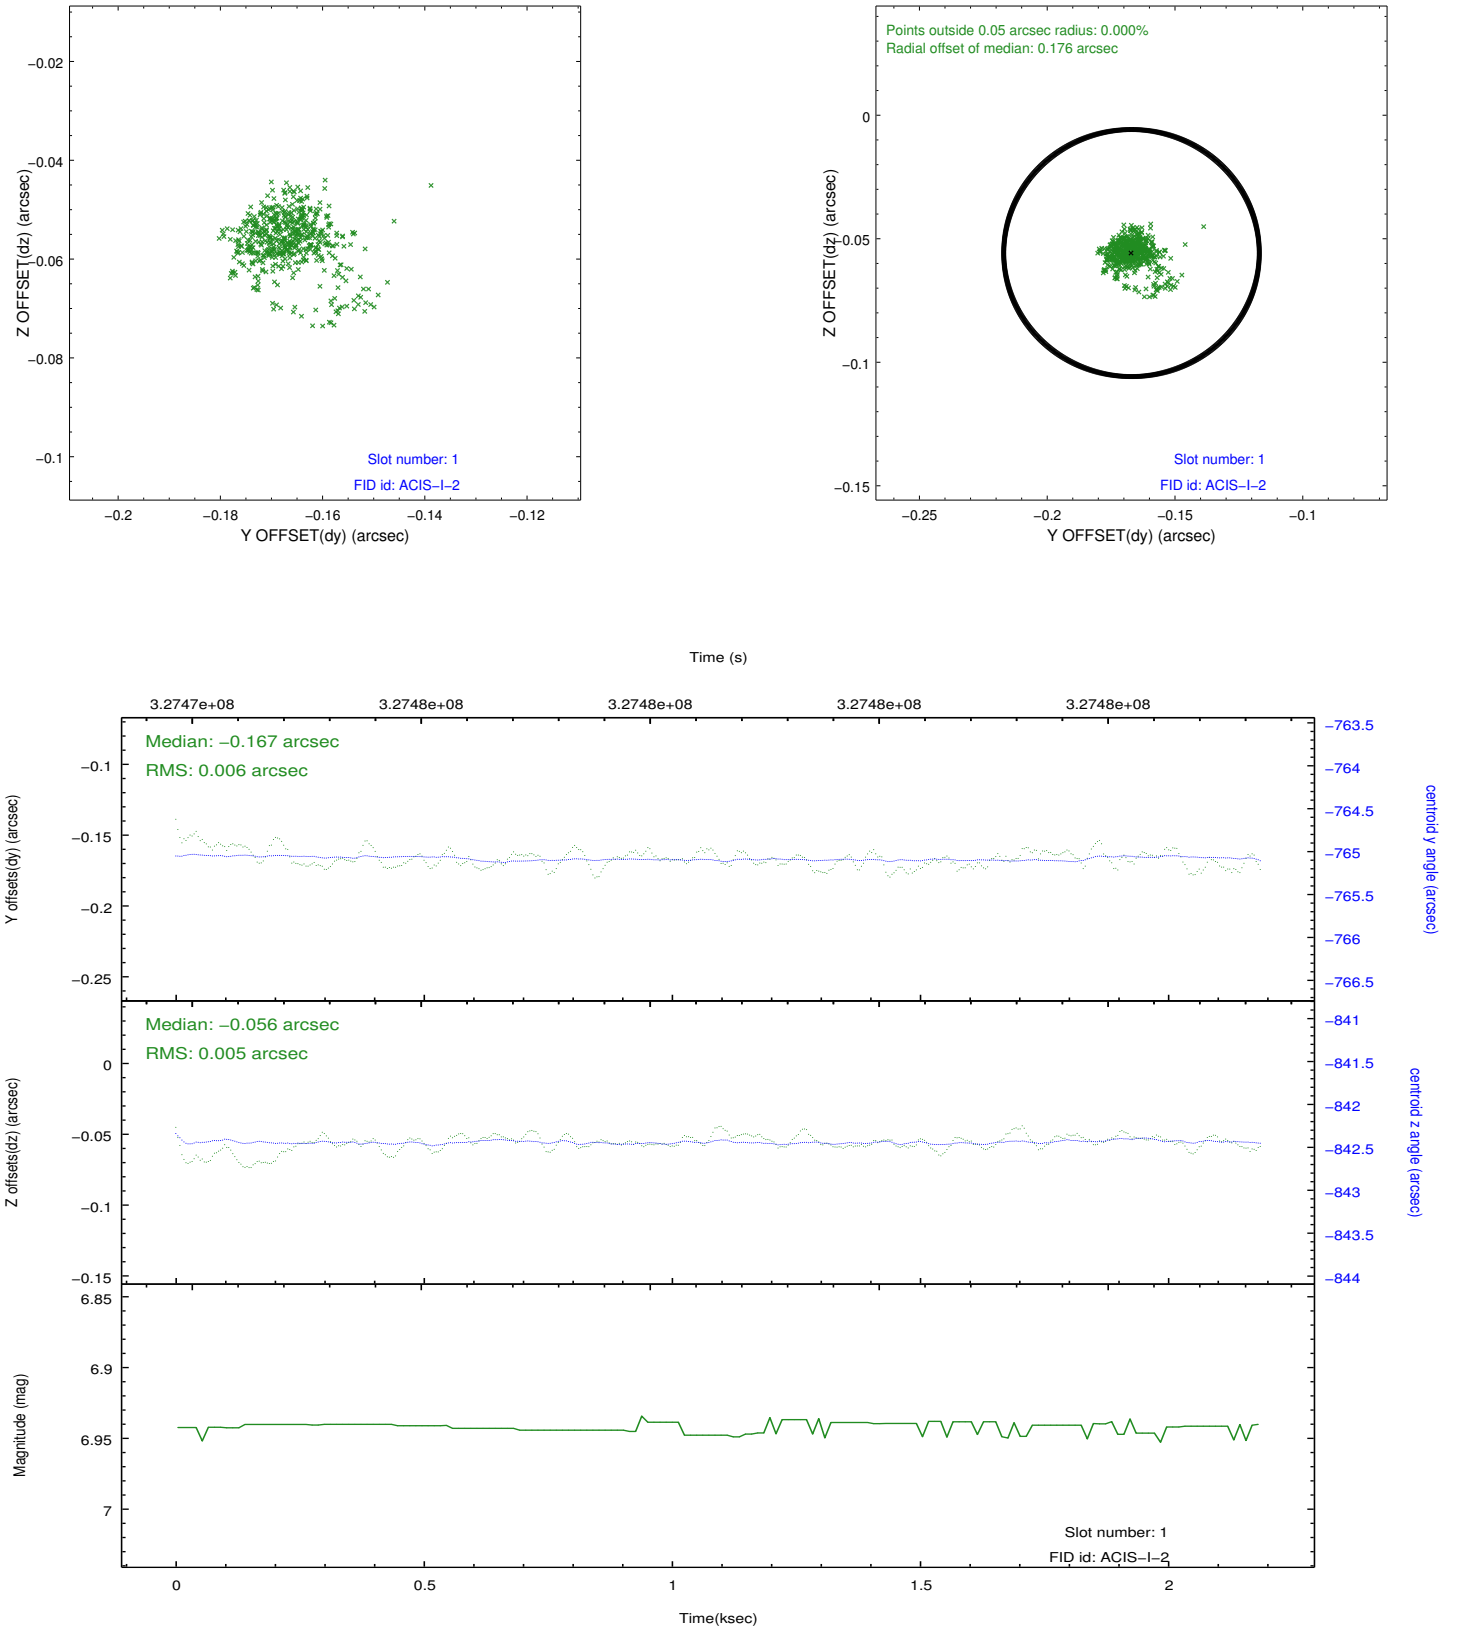 −0.02
−0.04
−0.06
−0.08
−0.1
Z OFFSET(dz) (arcsec)
Slot number: 1
FID id: ACIS−I−2
−0.2
−0.18
−0.16
−0.14
−0.12
Y OFFSET(dy) (arcsec)
Points outside 0.05 arcsec radius: 0.000%
Radial offset of median: 0.176 arcsec
0
−0.05
−0.1
−0.15
Z OFFSET(dz) (arcsec)
Slot number: 1
FID id: ACIS−I−2
−0.25
−0.2
−0.15
−0.1
Y OFFSET(dy) (arcsec)
Time (s)
3.2747e+08
3.2748e+08
3.2748e+08
3.2748e+08
3.2748e+08
Median: −0.167 arcsec
RMS: 0.006 arcsec
−0.1
−0.15
−0.2
−0.25
Y offsets(dy) (arcsec)
−763.5
−764
−764.5
−765
−765.5
−766
−766.5
centroid y angle (arcsec)
Median: −0.056 arcsec
RMS: 0.005 arcsec
0
−0.05
−0.1
−0.15
Z offsets(dz) (arcsec)
−841
−841.5
−842
−842.5
−843
−843.5
−844
centroid z angle (arcsec)
6.85
6.9
6.95
7
Magnitude (mag)
Slot number: 1
FID id: ACIS−I−2
0
0.5
1
1.5
2
Time(ksec)